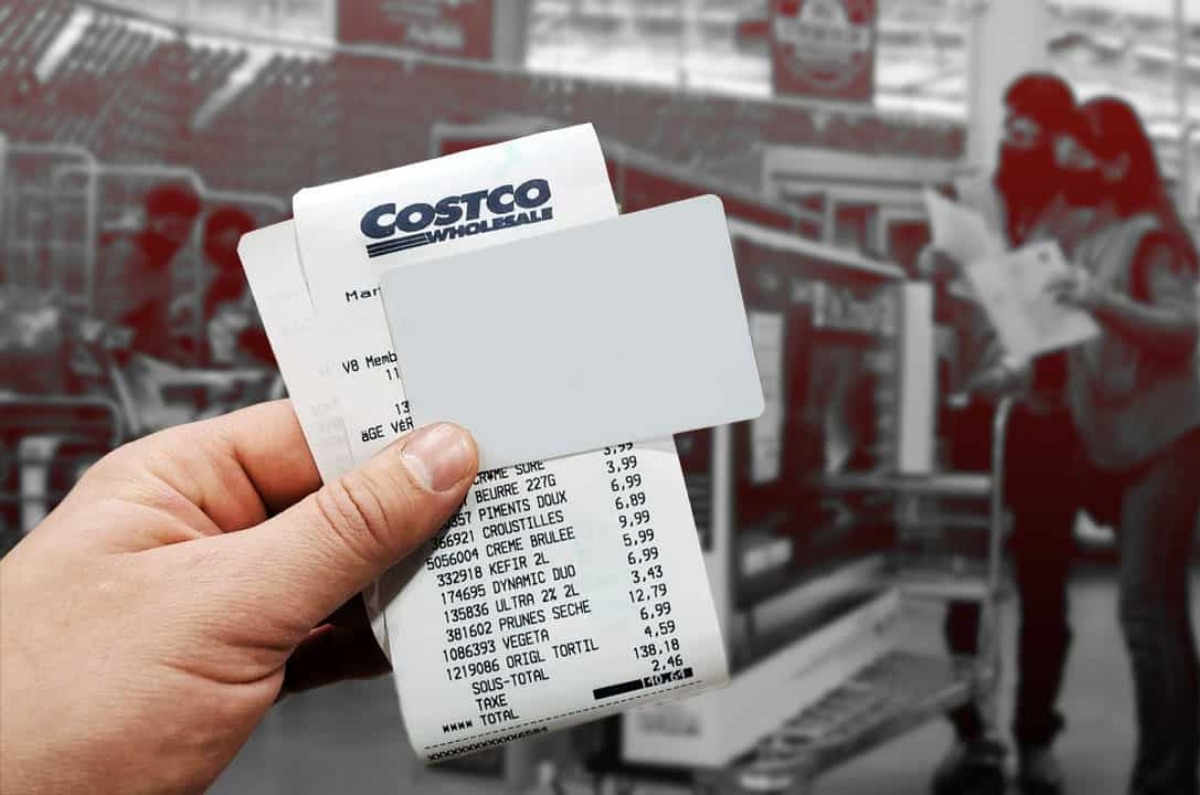 COSTCO
WHOLESALE
Mar
V8 Memb
11
13
ÂGE VÉR
CRÈME SURE 3,99
BEURRE 227G 3,99
357 PIMENTS DOUX 6,99
366921 CROUSTILLES 6,89
5056004 CREME BRULEE 9,99
332918 KEFIR 2L 5,99
174695 DYNAMIC DUO 6,99
135836 ULTRA 2% 2L 3,43
381602 PRUNES SECHE 12,79
1086393 VEGETA 6,99
1219086 ORIGL TORTIL 4,59
SOUS-TOTAL 138,18
TAXE 2,46
**** TOTAL 140,64